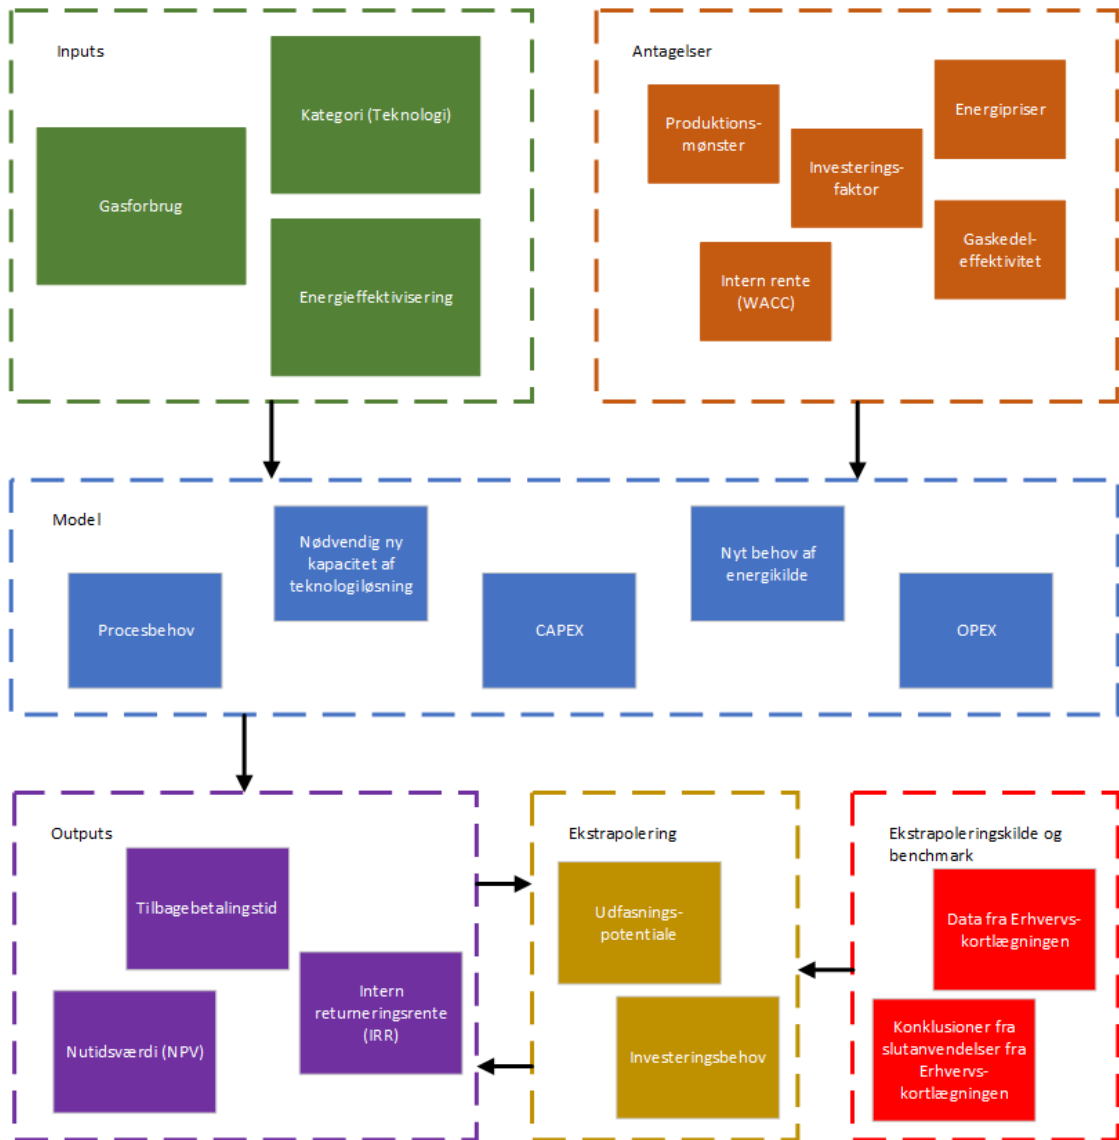 Inputs
Kategori (Teknologi)
Gasforbrug
Energieffektivisering
Antagelser
Produktions-
mønster
Energipriser
Investerings-
faktor
Gaskedel-
effektivitet
Intern rente
(WACC)
Model
Nødvendig ny
kapacitet af
teknologiløsning
Nyt behov af
energikilde
Procesbehov
CAPEX
OPEX
Outputs
Tilbagebetalingstid
Intern
returneringsrente
(IRR)
Nutidsværdi (NPV)
Ekstrapolering
Udfasnings-
potentiale
Investeringsbehov
Ekstrapoleringskilde og
benchmark
Data fra Erhvervs-
kortlægningen
Konklusioner fra
slutanvendelser fra
Erhvervs-
kortlægningen